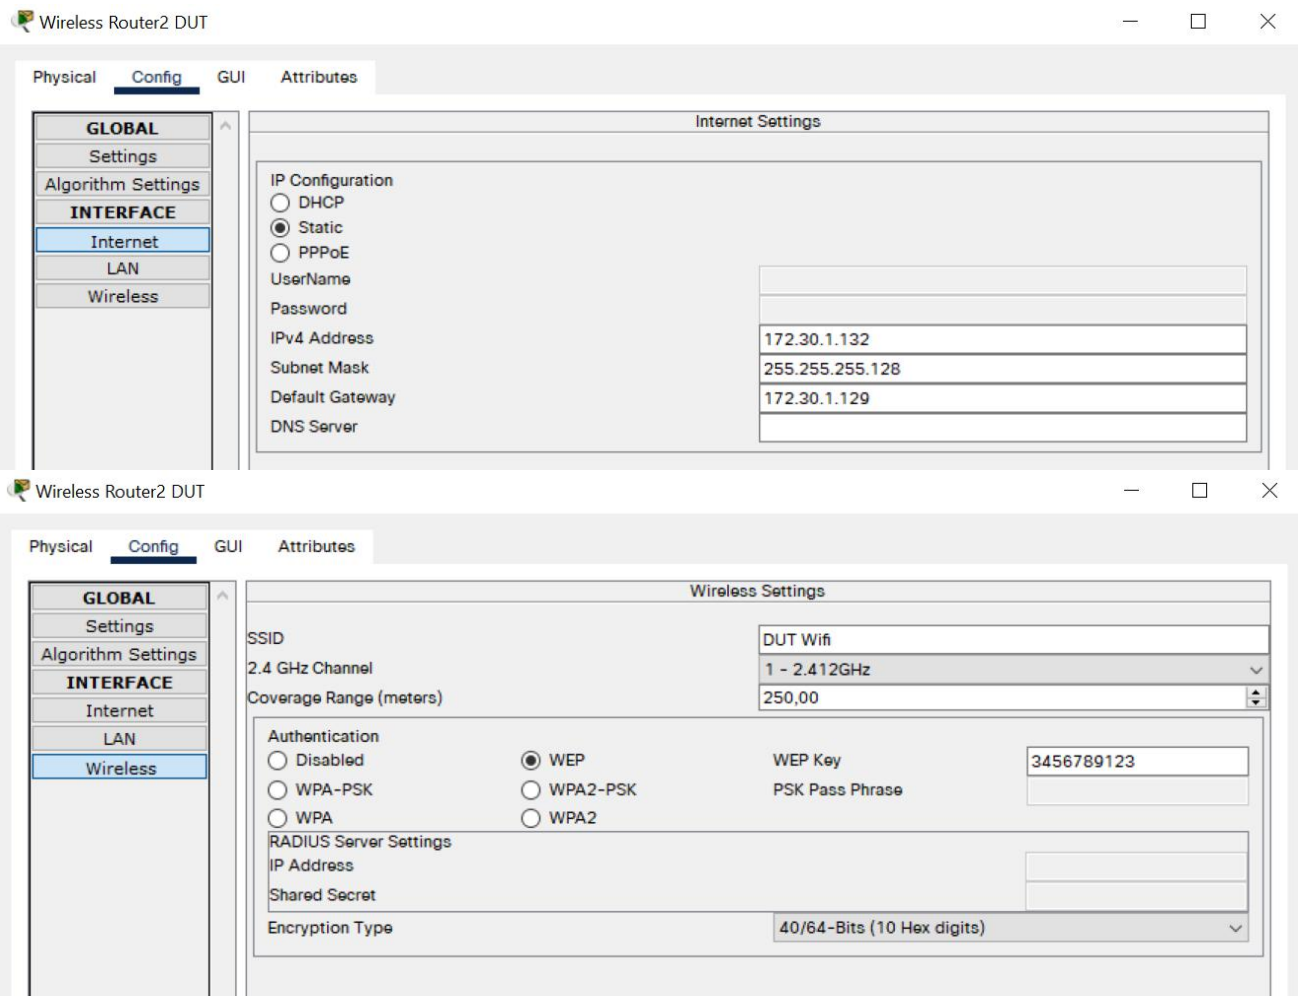 Wireless Router2 DUT
Physical Config GUI Attributes
GLOBAL
Settings
Algorithm Settings
INTERFACE
Internet
LAN
Wireless
Internet Settings
IP Configuration
DHCP
Static
PPPoE
UserName
Password
IPv4 Address 172.30.1.132
Subnet Mask 255.255.255.128
Default Gateway 172.30.1.129
DNS Server
Wireless Router2 DUT
Physical Config GUI Attributes
GLOBAL
Settings
Algorithm Settings
INTERFACE
Internet
LAN
Wireless
Wireless Settings
SSID DUT Wifi
2.4 GHz Channel 1 - 2.412GHz
Coverage Range (meters) 250,00
Authentication
Disabled WEP WEP Key 3456789123
WPA-PSK WPA2-PSK PSK Pass Phrase
WPA WPA2
RADIUS Server Settings
IP Address
Shared Secret
Encryption Type 40/64-Bits (10 Hex digits)